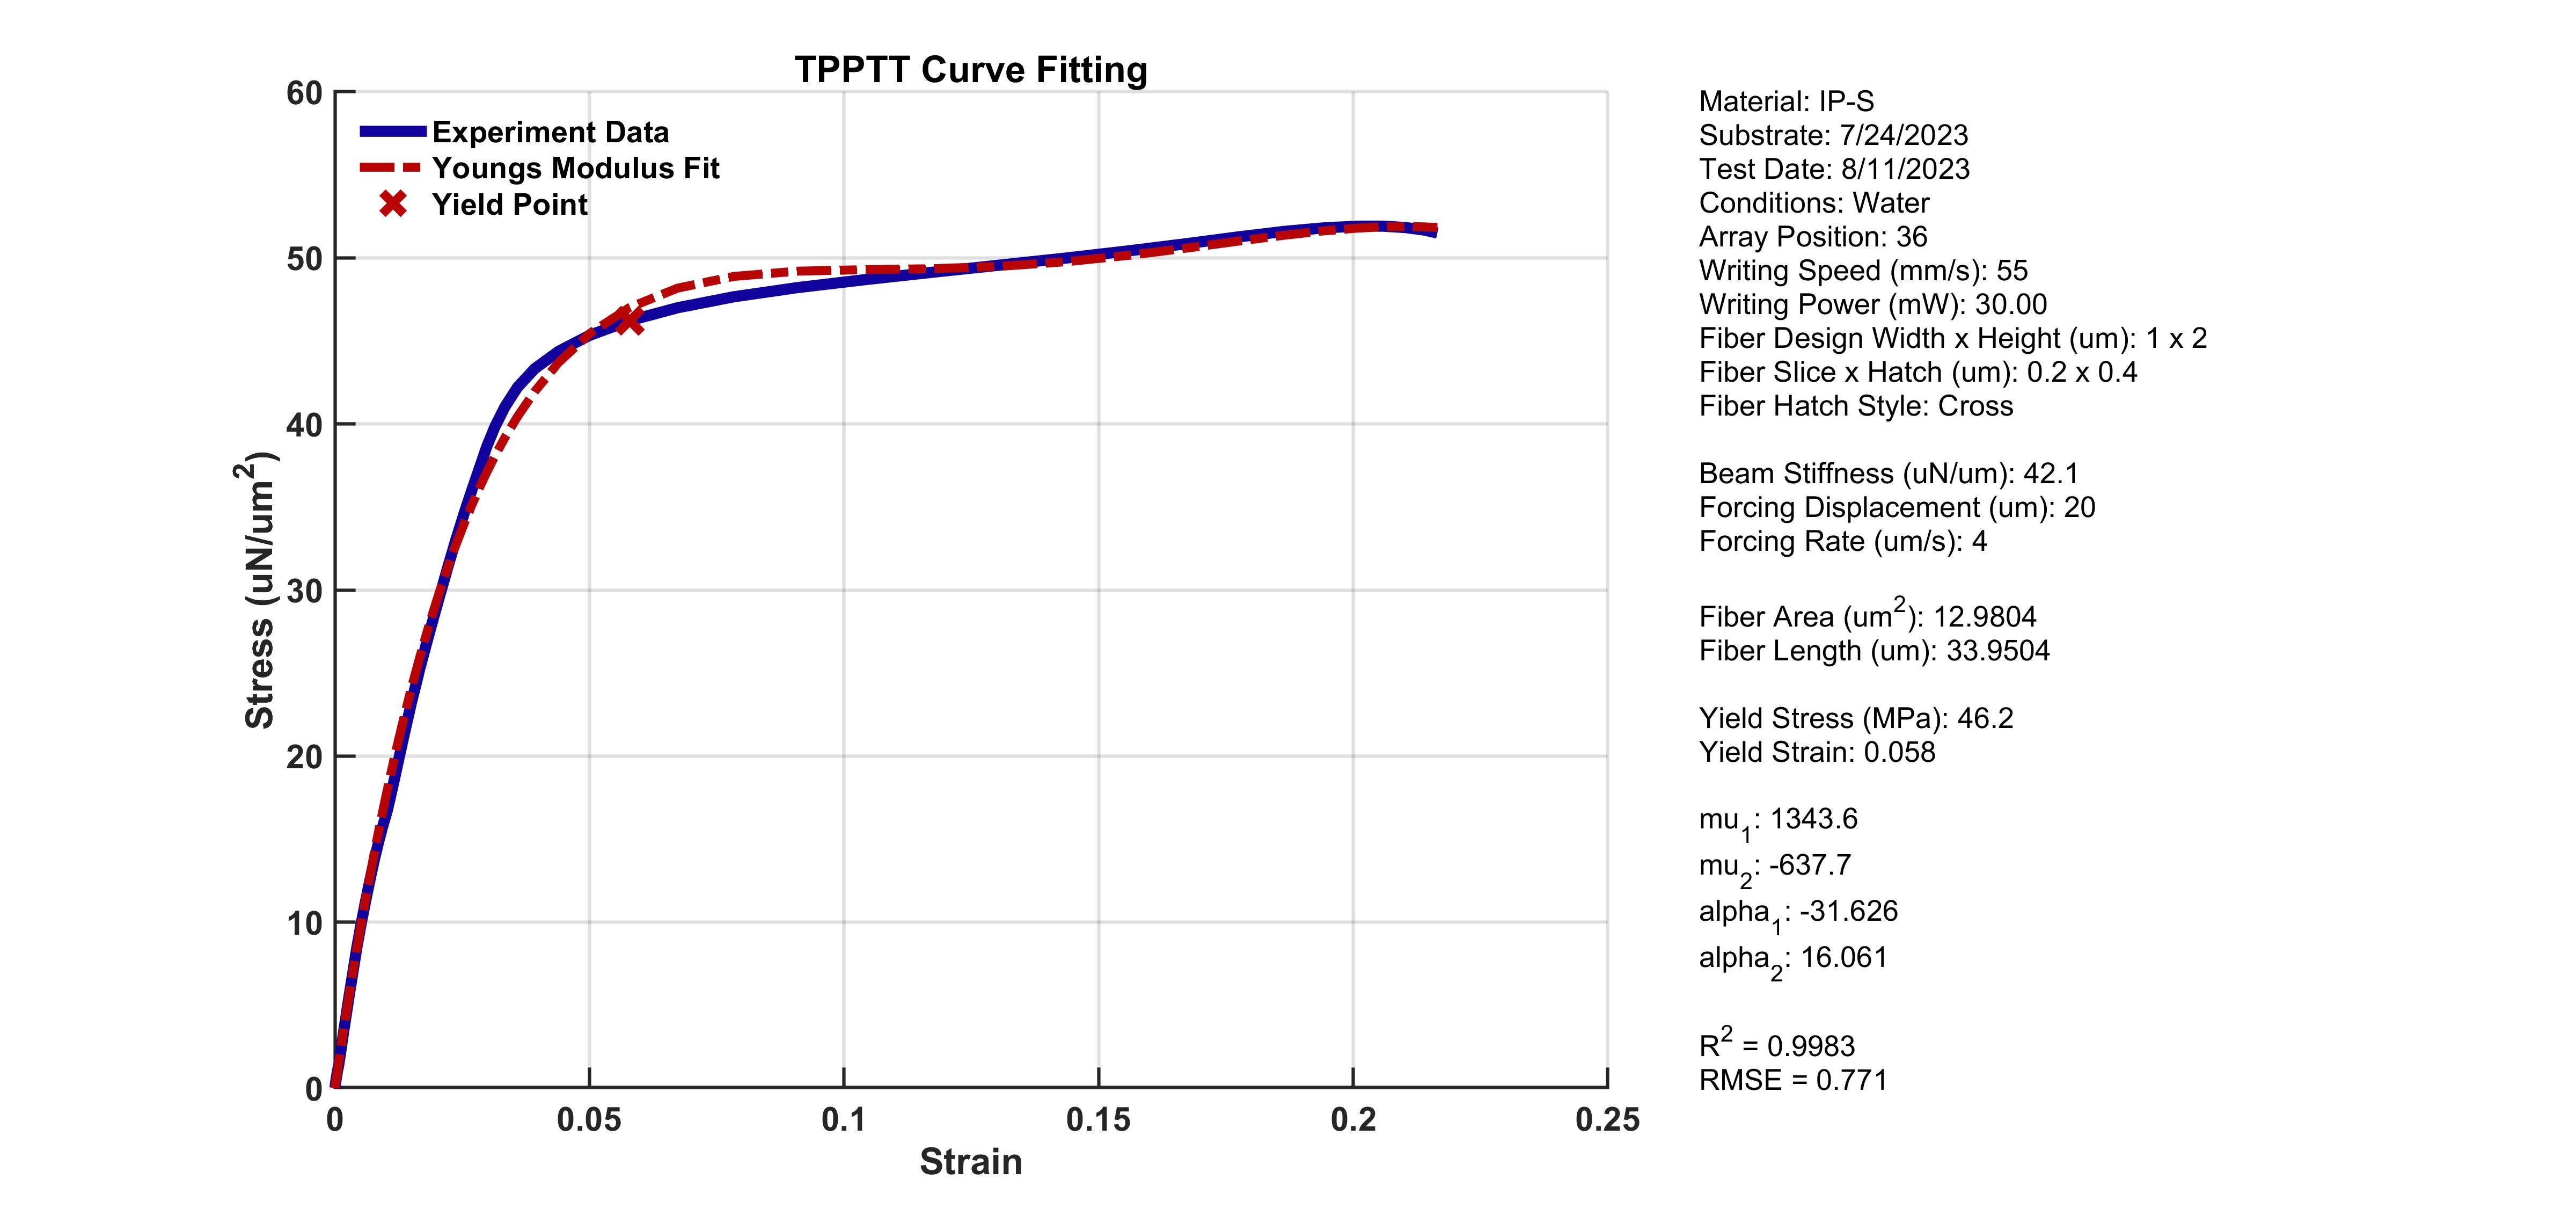 TPPTT Curve Fitting
60
50
40
30
20
10
0
Stress (uN/um²)
Experiment Data
Youngs Modulus Fit
Yield Point
0 0.05 0.1 0.15 0.2 0.25
Strain
Material: IP-S
Substrate: 7/24/2023
Test Date: 8/11/2023
Conditions: Water
Array Position: 36
Writing Speed (mm/s): 55
Writing Power (mW): 30.00
Fiber Design Width x Height (um): 1 x 2
Fiber Slice x Hatch (um): 0.2 x 0.4
Fiber Hatch Style: Cross
Beam Stiffness (uN/um): 42.1
Forcing Displacement (um): 20
Forcing Rate (um/s): 4
Fiber Area (um²): 12.9804
Fiber Length (um): 33.9504
Yield Stress (MPa): 46.2
Yield Strain: 0.058
mu₁: 1343.6
mu₂: -637.7
alpha₁: -31.626
alpha₂: 16.061
R² = 0.9983
RMSE = 0.771